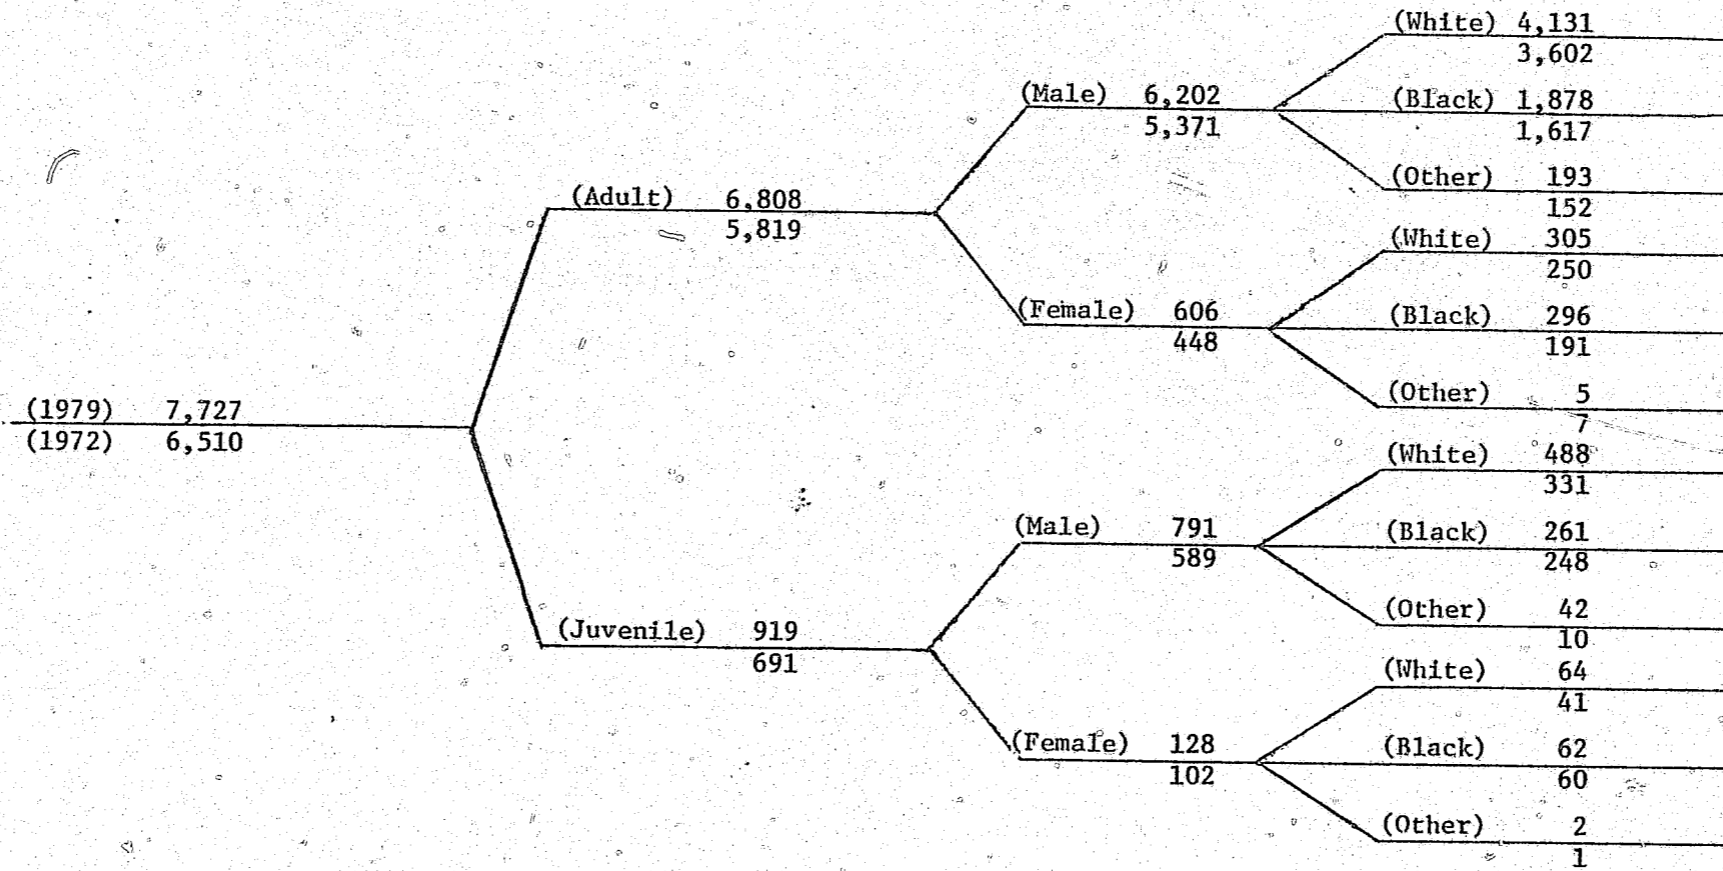 (White) 4,131
3,602
(Male) 6,202
5,371
(Black) 1,878
1,617
(Adult) 6,808
5,819
(Other) 193
152
(White) 305
250
(Female) 606
448
(Black) 296
191
(Other) 5
7
(1979) 7,727
(1972) 6,510
(White) 488
331
(Male) 791
589
(Black) 261
248
(Other) 42
10
(Juvenile) 919
691
(White) 64
41
(Female) 128
102
(Black) 62
60
(Other) 2
1